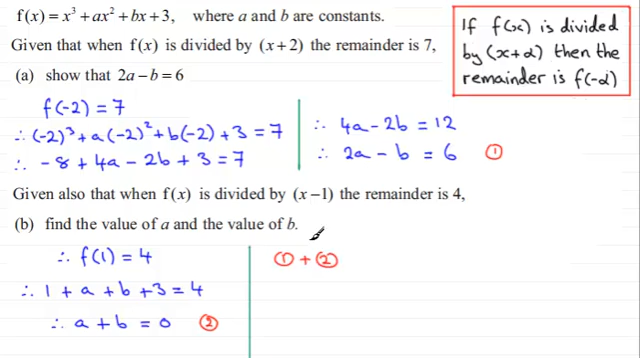 f(x) = x³ + ax² + bx + 3, where a and b are constants.
Given that when f(x) is divided by (x + 2) the remainder is 7,
(a) show that 2a − b = 6
If f(x) is divided
by (x+α) then the
remainder is f(-α)
f(-2) = 7
∴ (-2)³ + a(-2)² + b(-2) + 3 = 7
∴ -8 + 4a - 2b + 3 = 7
∴ 4a - 2b = 12
∴ 2a - b = 6 ①
Given also that when f(x) is divided by (x − 1) the remainder is 4,
(b) find the value of a and the value of b.
∴ f(1) = 4
∴ 1 + a + b + 3 = 4
∴ a + b = 0 ②
① + ②